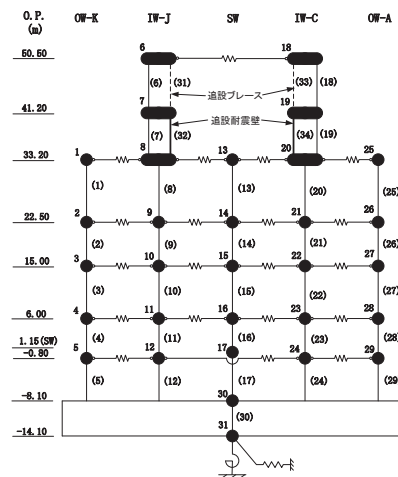 O.P. OW-K IW-J SW IW-C OW-A
(m)
6 18
50.50
(6) (31) (33) (18)
追設ブレース
41.20 7 19
追設耐震壁
(7) (32) (34) (19)
33.20 1 8 13 20 25
(1) (8) (13) (20) (25)
22.50 2 9 14 21 26
(2) (9) (14) (21) (26)
15.00 3 10 15 22 27
(3) (10) (15) (22) (27)
6.00 4 11 16 23 28
1.15(SW) (4) (11) (16) (23) (28)
-0.80 5 12 17 24 29
(5) (12) (17) (24) (29)
-8.10 30
(30)
-14.10 31